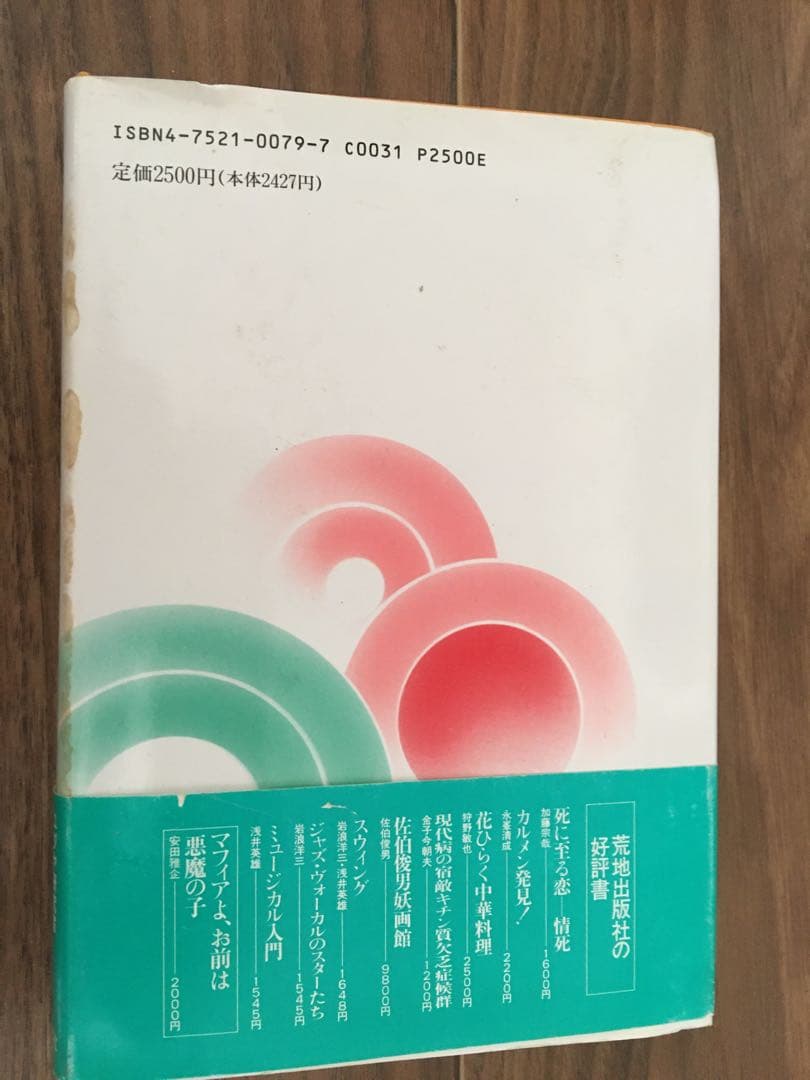 ISBN4-7521-0079-7 C0031 P2500E
定価2500円(本体2427円)
荒地出版社の
好評書
死に至る恋―情死
加藤宗哉――1600円
カルメン発見!
永峯清成――2200円
花ひらく中華料理
狩野敏也――2500円
現代病の宿敵キチン質欠乏症候群
金子今朝夫――1200円
佐伯俊男妖画館
佐伯俊男――9800円
スウィング
岩浪洋三・浅井英雄――1648円
ジャズ・ヴォーカルのスターたち
岩浪洋三――1545円
ミュージカル入門
浅井英雄――1545円
マフィアよ、お前は
悪魔の子
安田雅企――2000円